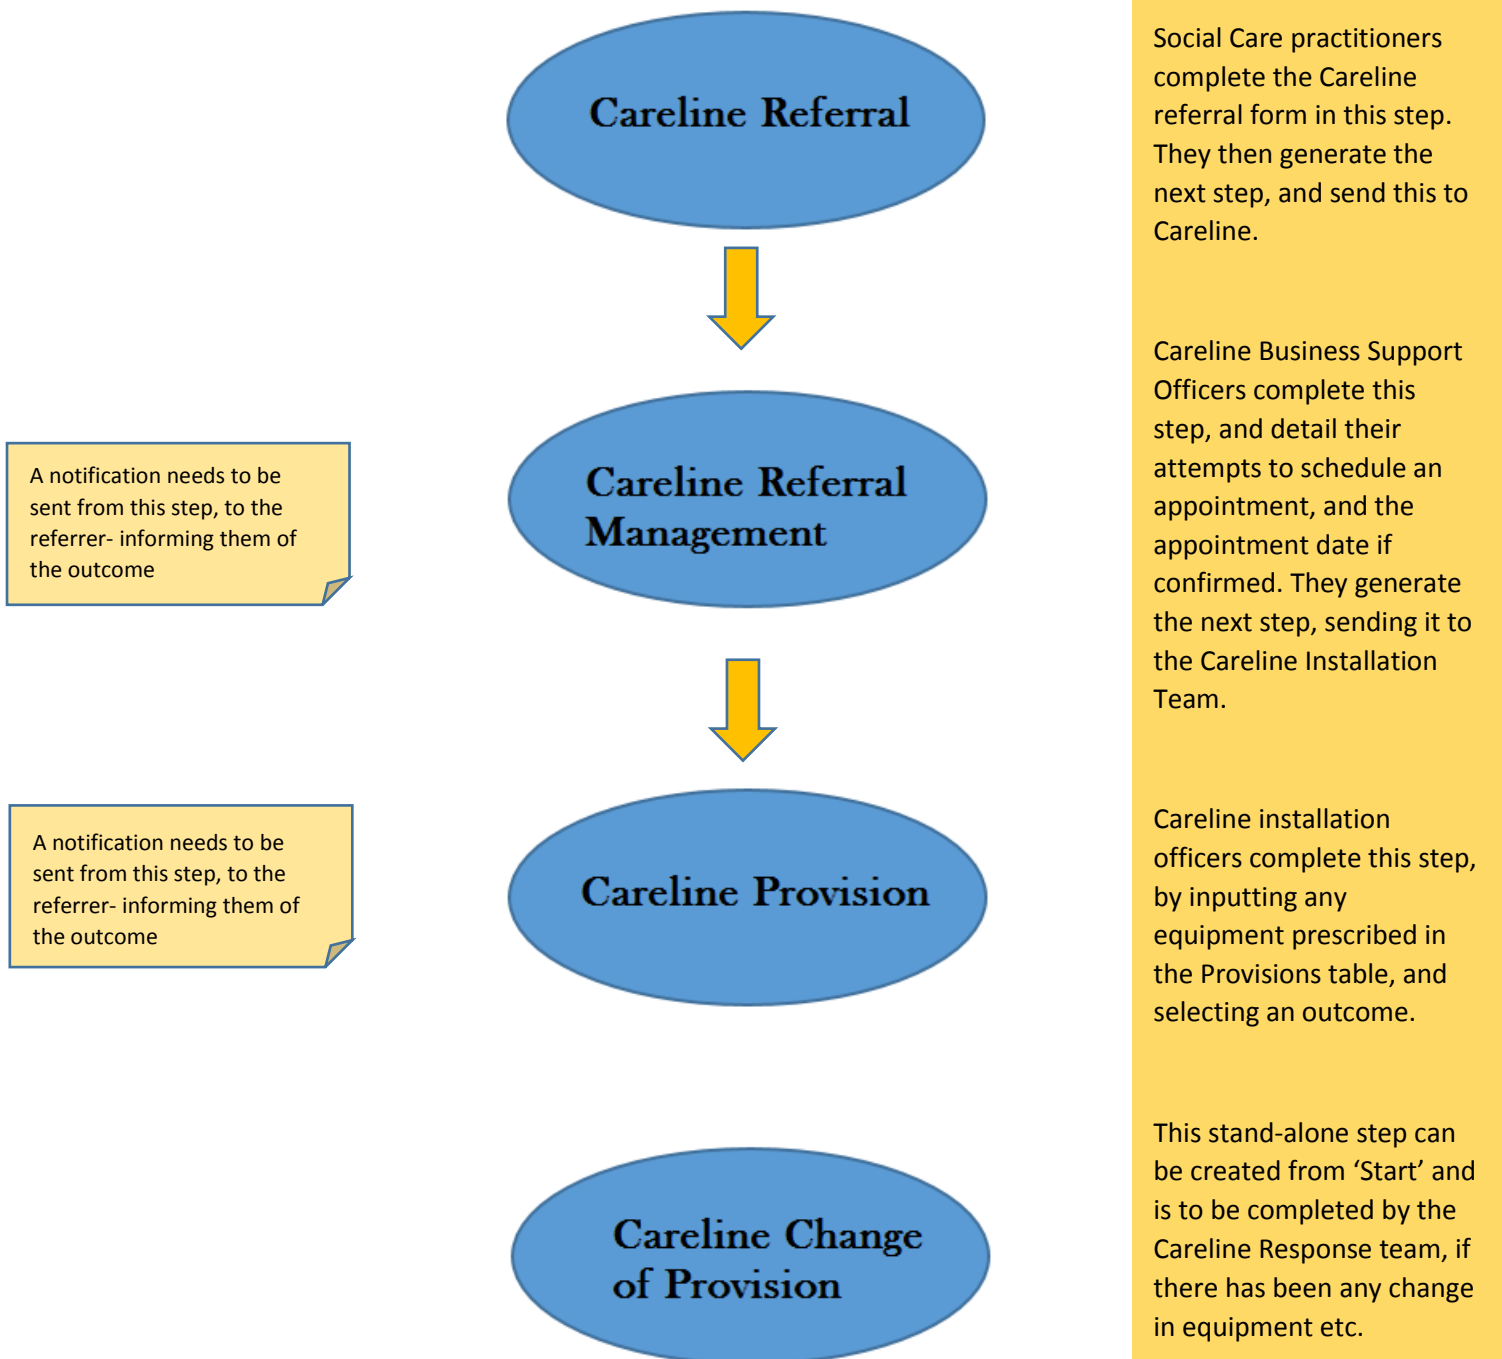 Careline Referral
Social Care practitioners
complete the Careline
referral form in this step.
They then generate the
next step, and send this to
Careline.
A notification needs to be
sent from this step, to the
referrer- informing them of
the outcome
Careline Referral
Management
Careline Business Support
Officers complete this
step, and detail their
attempts to schedule an
appointment, and the
appointment date if
confirmed. They generate
the next step, sending it to
the Careline Installation
Team.
A notification needs to be
sent from this step, to the
referrer- informing them of
the outcome
Careline Provision
Careline installation
officers complete this step,
by inputting any
equipment prescribed in
the Provisions table, and
selecting an outcome.
Careline Change
of Provision
This stand-alone step can
be created from ‘Start’ and
is to be completed by the
Careline Response team, if
there has been any change
in equipment etc.